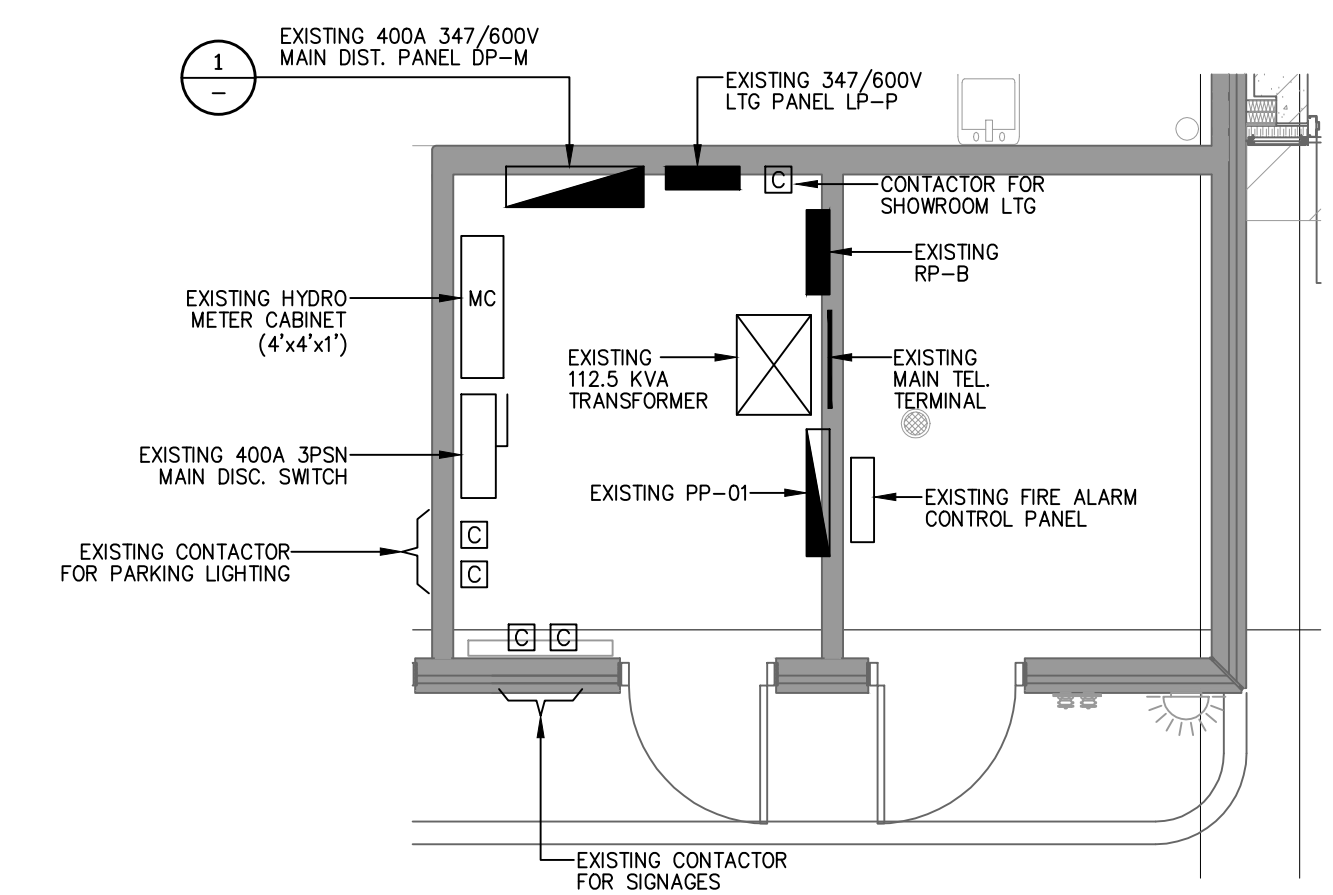 1
–
EXISTING 400A 347/600V
MAIN DIST. PANEL DP–M
EXISTING 347/600V
LTG PANEL LP–P
C
CONTACTOR FOR
SHOWROOM LTG
EXISTING
RP–B
EXISTING HYDRO
METER CABINET
(4'x4'x1')
MC
EXISTING
112.5 KVA
TRANSFORMER
EXISTING
MAIN TEL.
TERMINAL
EXISTING 400A 3PSN
MAIN DISC. SWITCH
EXISTING PP–01
EXISTING FIRE ALARM
CONTROL PANEL
EXISTING CONTACTOR
FOR PARKING LIGHTING
C
C
C C
EXISTING CONTACTOR
FOR SIGNAGES